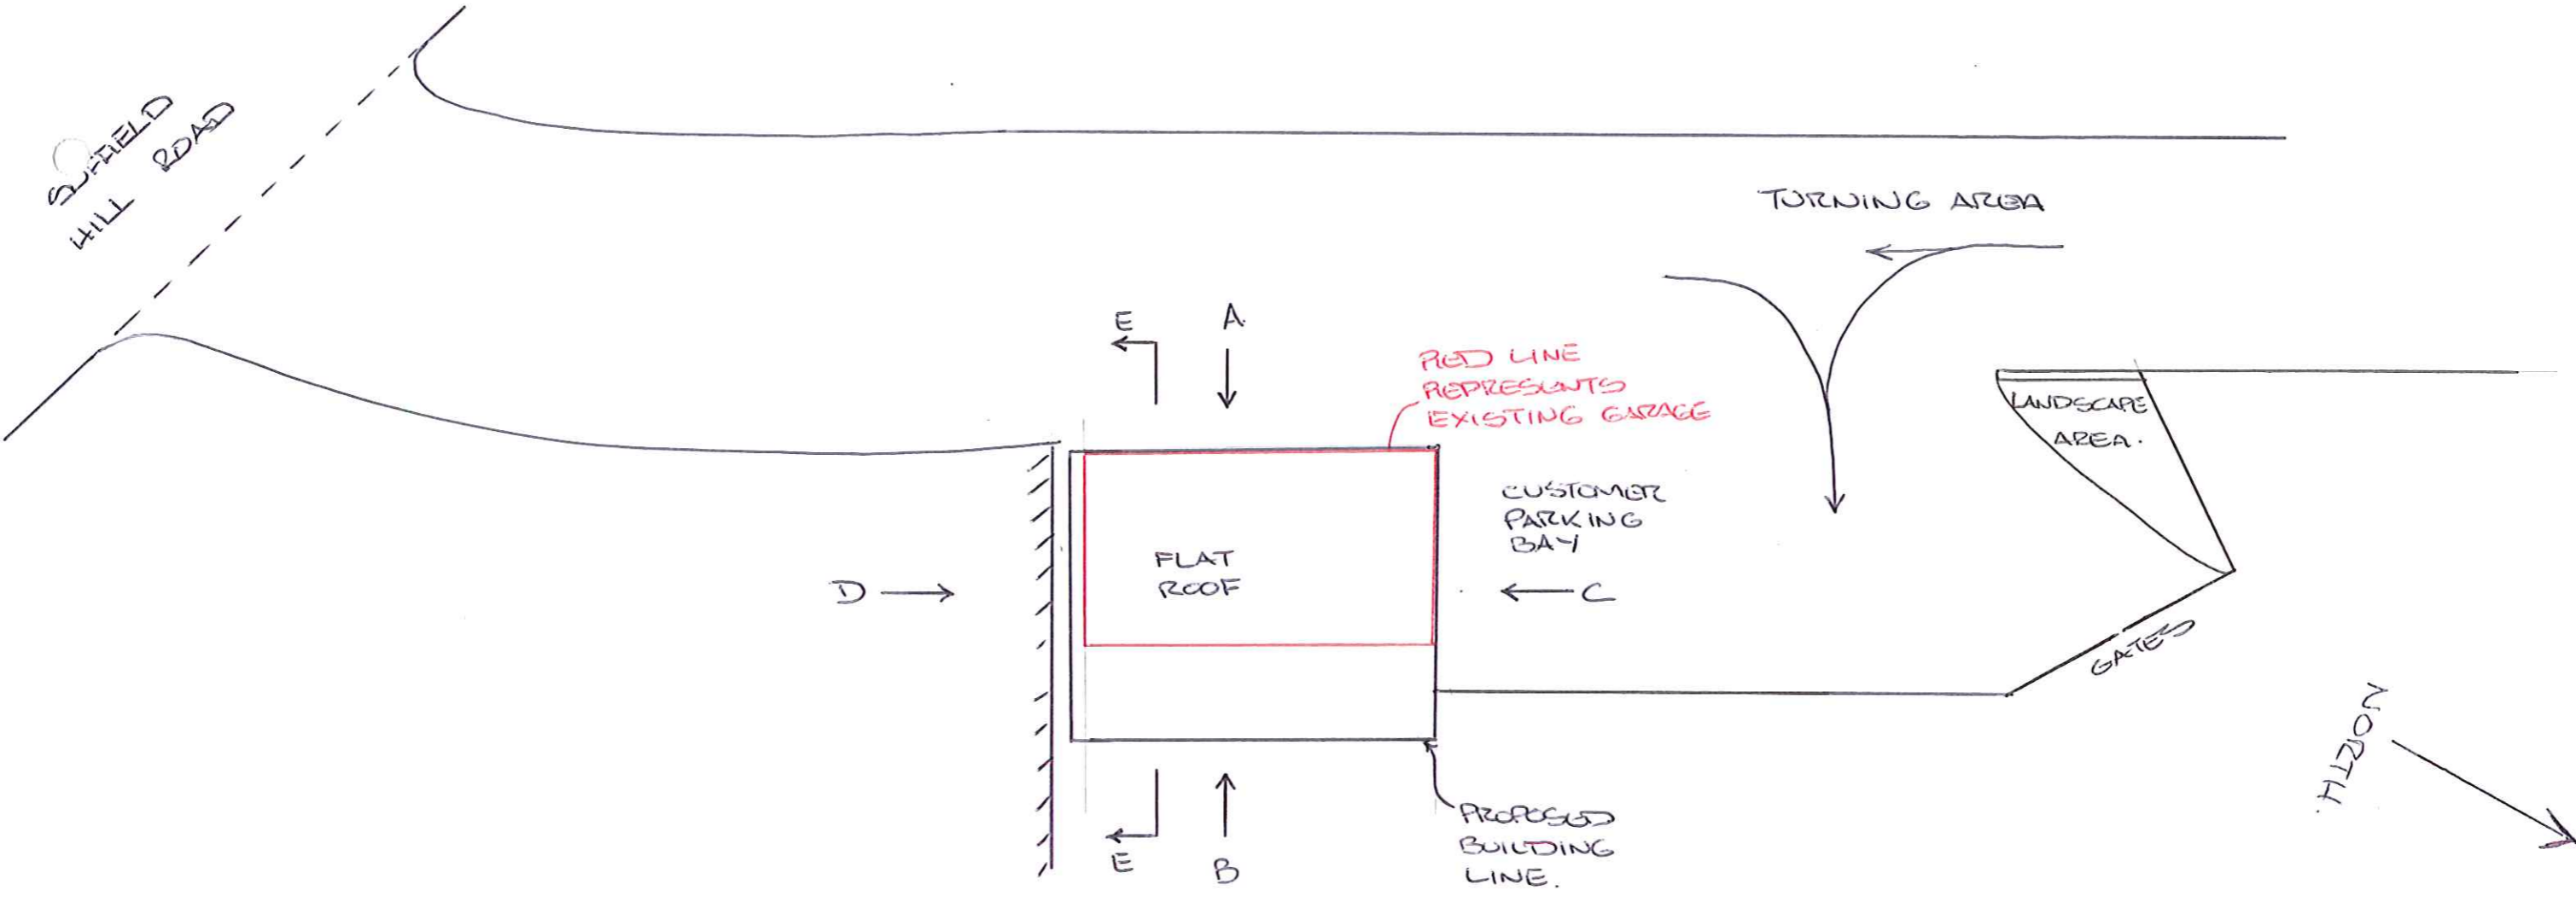 SUFFIELD
HILL ROAD
TURNING AREA
E
A
RED LINE
REPRESENTS
EXISTING GARAGE
LANDSCAPE
AREA.
CUSTOMER
PARKING
BAY
FLAT
ROOF
D
C
GATES
NORTH.
PROPOSED
BUILDING
LINE.
E
B